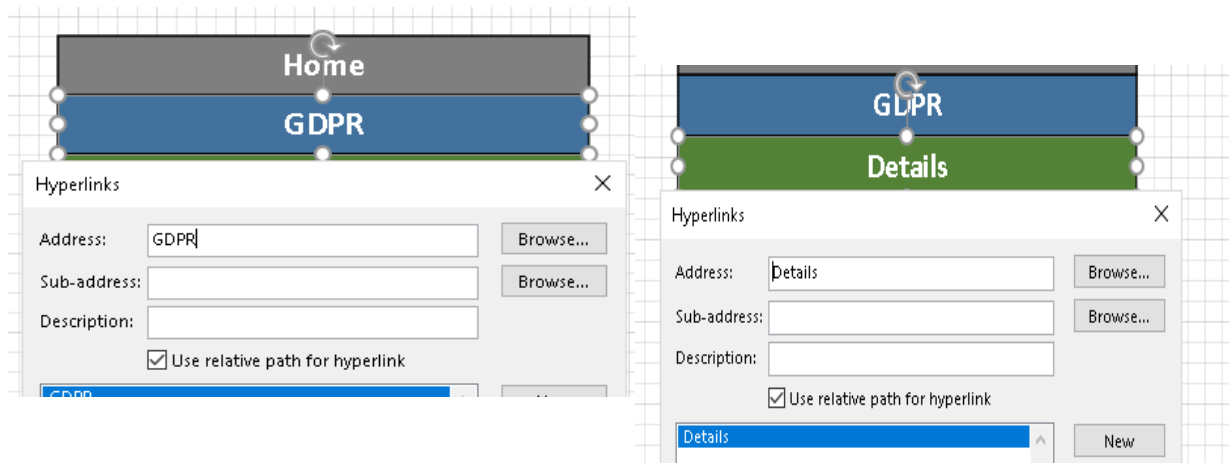 Home
GDPR
Hyperlinks
Address: GDPR Browse...
Sub-address: Browse...
Description:
Use relative path for hyperlink
GDPR
GDPR
Details
Hyperlinks
Address: Details Browse...
Sub-address: Browse...
Description:
Use relative path for hyperlink
Details New